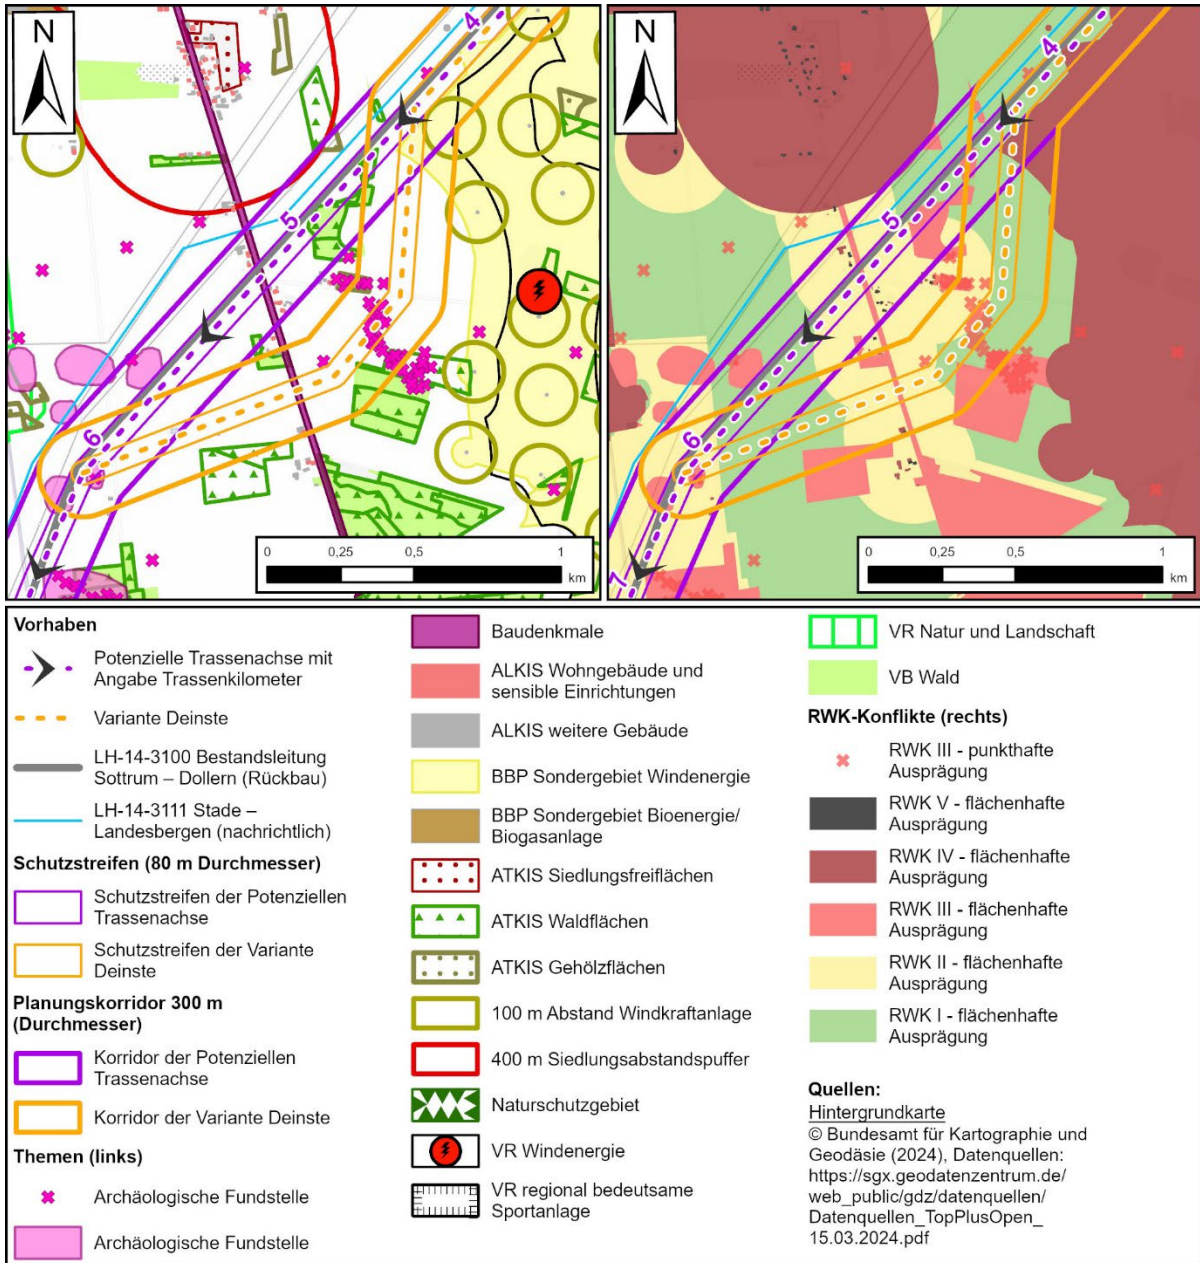 N
4
5
6
0 0,25 0,5 1
km
N
4
5
6
7
0 0,25 0,5 1
km
Vorhaben
Potenzielle Trassenachse mit
Angabe Trassenkilometer
Variante Deinste
LH-14-3100 Bestandsleitung
Sottrum – Dollern (Rückbau)
LH-14-3111 Stade –
Landesbergen (nachrichtlich)
Schutzstreifen (80 m Durchmesser)
Schutzstreifen der Potenziellen
Trassenachse
Schutzstreifen der Variante
Deinste
Planungskorridor 300 m
(Durchmesser)
Korridor der Potenziellen
Trassenachse
Korridor der Variante Deinste
Themen (links)
Archäologische Fundstelle
Archäologische Fundstelle
Baudenkmale
ALKIS Wohngebäude und
sensible Einrichtungen
ALKIS weitere Gebäude
BBP Sondergebiet Windenergie
BBP Sondergebiet Bioenergie/
Biogasanlage
ATKIS Siedlungsfreiflächen
ATKIS Waldflächen
ATKIS Gehölzflächen
100 m Abstand Windkraftanlage
400 m Siedlungsabstandspuffer
Naturschutzgebiet
VR Windenergie
VR regional bedeutsame
Sportanlage
VR Natur und Landschaft
VB Wald
RWK-Konflikte (rechts)
RWK III - punkthafte
Ausprägung
RWK V - flächenhafte
Ausprägung
RWK IV - flächenhafte
Ausprägung
RWK III - flächenhafte
Ausprägung
RWK II - flächenhafte
Ausprägung
RWK I - flächenhafte
Ausprägung
Quellen:
Hintergrundkarte
© Bundesamt für Kartographie und
Geodäsie (2024), Datenquellen:
https://sgx.geodatenzentrum.de/
web_public/gdz/datenquellen/
Datenquellen_TopPlusOpen_
15.03.2024.pdf